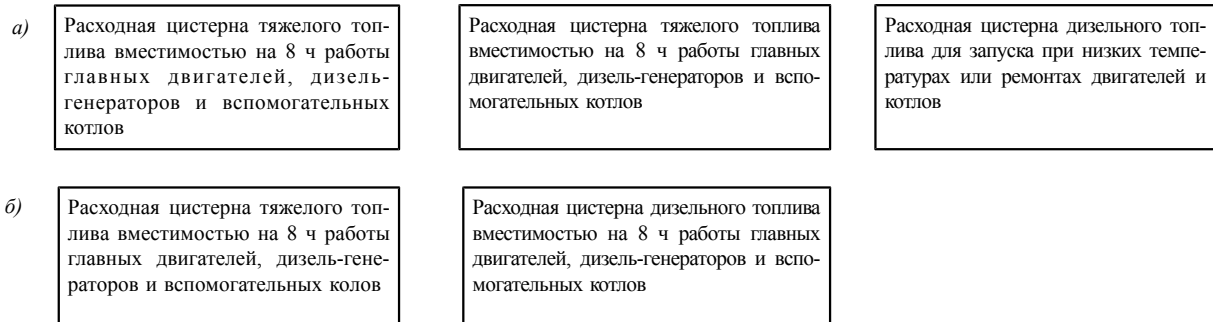 а)
Расходная цистерна тяжелого топ-
лива вместимостью на 8 ч работы
главных двигателей, дизель-
генераторов и вспомогательных
котлов
Расходная цистерна тяжелого топлива
вместимостью на 8 ч работы главных
двигателей, дизель-генераторов и вспо-
могательных котлов
Расходная цистерна дизельного топ-
лива для запуска при низких темпе-
ратурах или ремонтах двигателей и
котлов
б)
Расходная цистерна тяжелого топ-
лива вместимостью на 8 ч работы
главных двигателей, дизель-гене-
раторов и вспомогательных колов
Расходная цистерна дизельного топлива
вместимостью на 8 ч работы главных
двигателей, дизель-генераторов и вспо-
могательных котлов